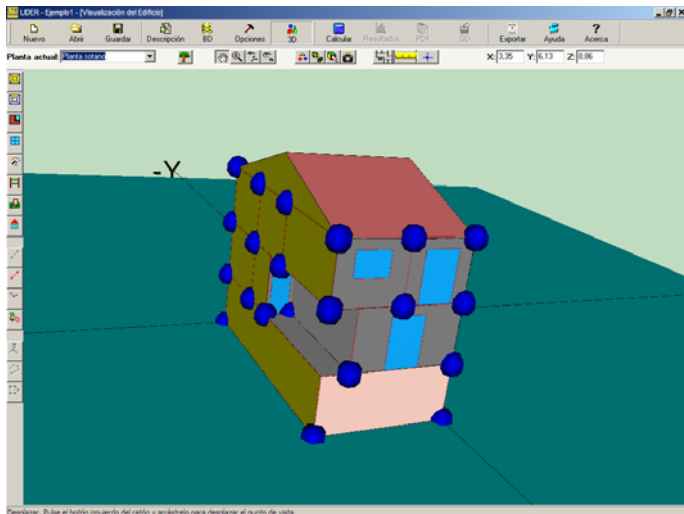 LIDER - Ejemplo1 - [Visualización del Edificio]
Nuevo Abrir Guardar Descripción BD Opciones 3D Calcular Resultados PDF GD Exportar Ayuda Acerca
Planta actual: Planta sotano X: 3,35 Y: 6,13 Z: 0,86
-Y
Desplazar. Pulse el botón izquierdo del ratón y arrástrelo para desplazar el punto de vista.